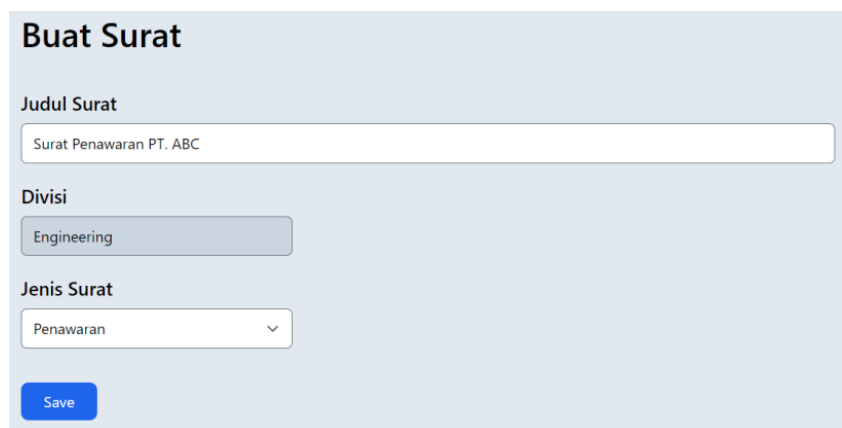 Buat Surat
Judul Surat
Surat Penawaran PT. ABC
Divisi
Engineering
Jenis Surat
Penawaran
Save